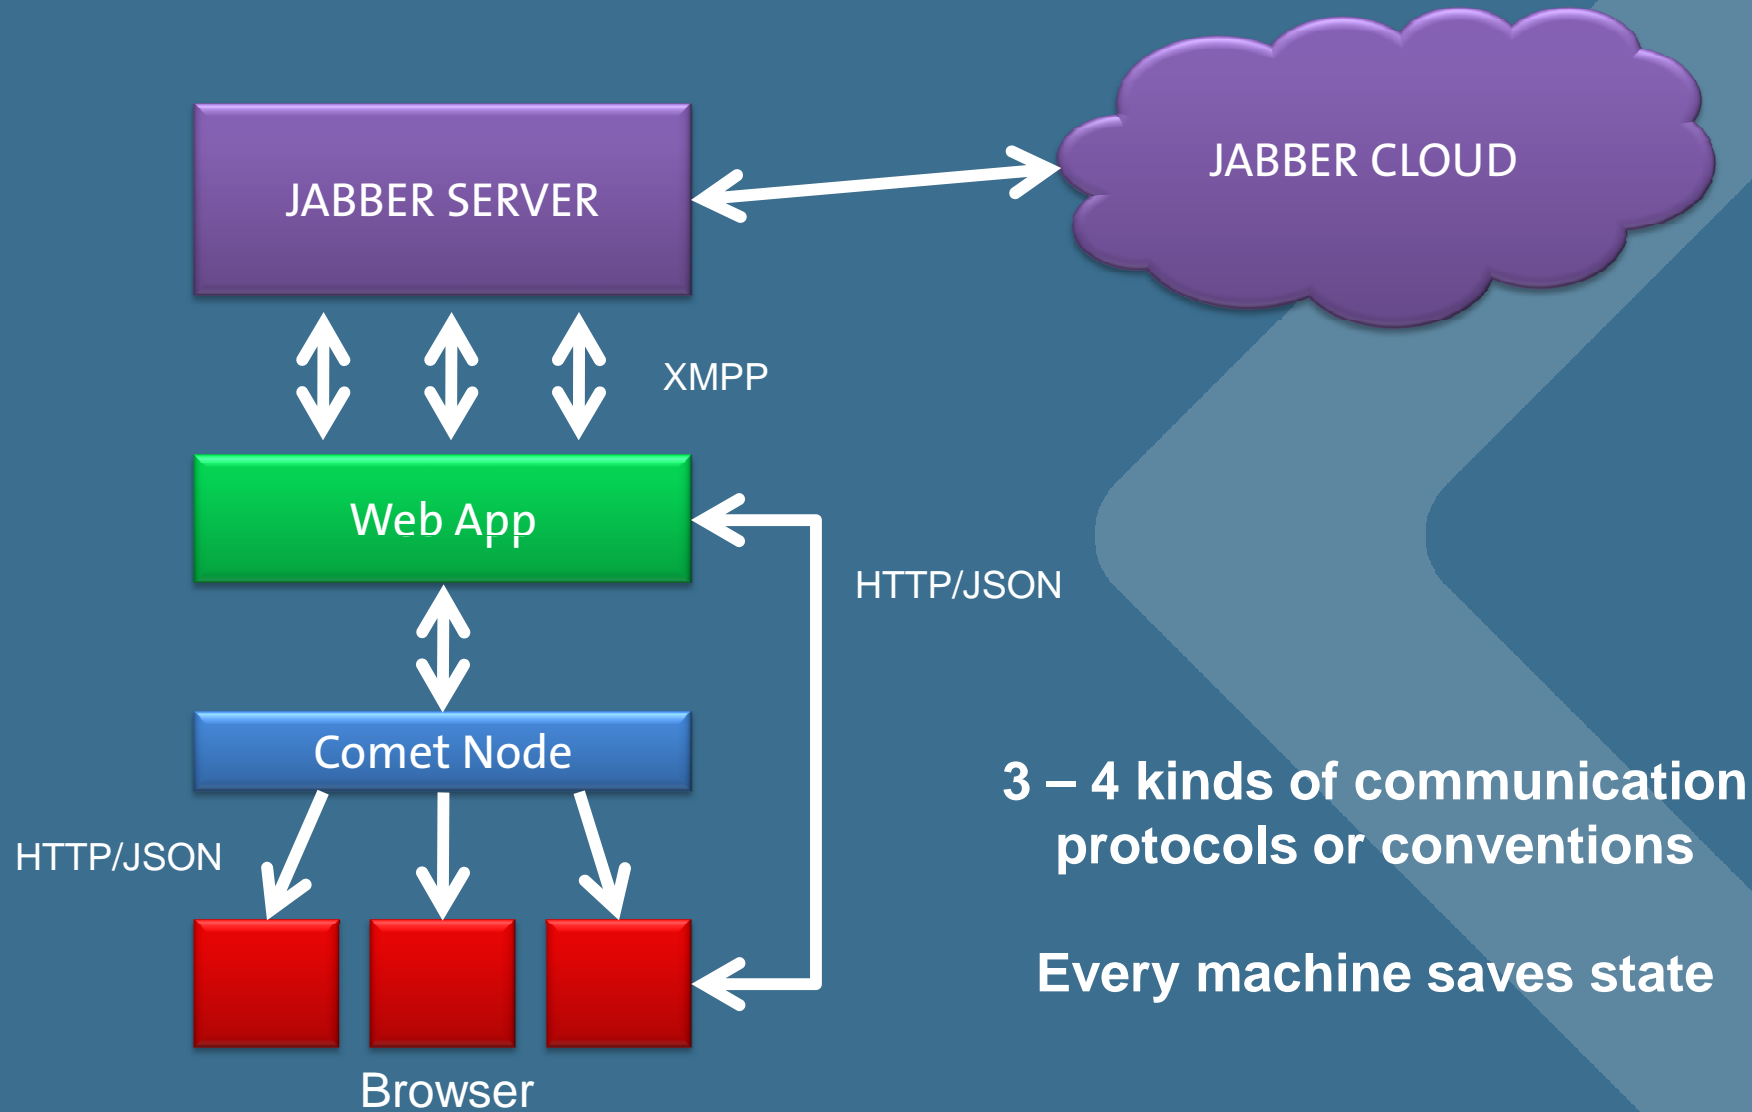 JABBER CLOUD
JABBER SERVER
XMPP
Web App
HTTP/JSON
Comet Node
3 – 4 kinds of communication
protocols or conventions
HTTP/JSON
Every machine saves state
Browser